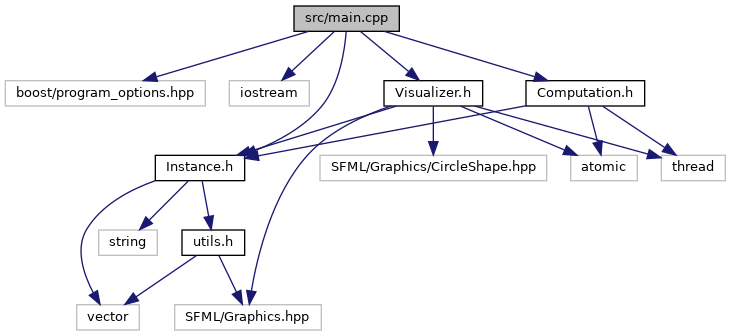 src/main.cpp
boost/program_options.hpp
iostream
Visualizer.h
Computation.h
Instance.h
SFML/Graphics/CircleShape.hpp
atomic
thread
string
utils.h
vector
SFML/Graphics.hpp